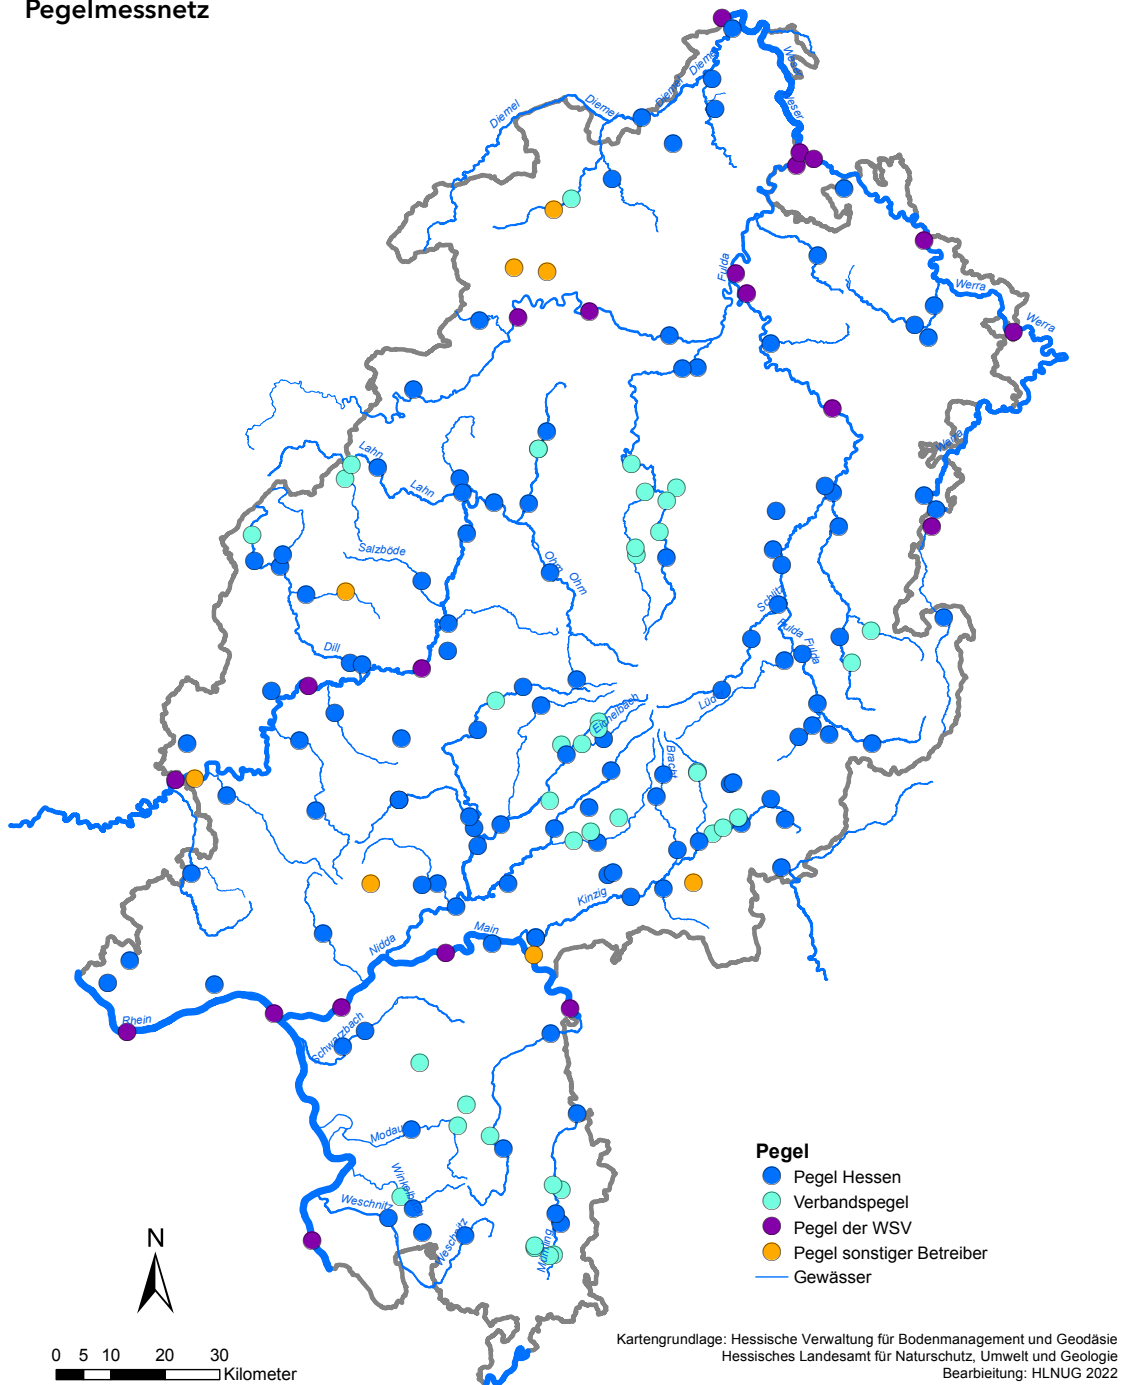 Pegelmessnetz
Weser
Weser
Diemel
Diemel
Diemel
Diemel
Fulda
Werra
Werra
Werra
Lahn
Lahn
Salzböde
Ohm
Ohm
Schlitz
Fulda
Fulda
Dill
Lüder
Eichelbach
Bracht
Kinzig
Main
Nidda
Rhein
Schwarzbach
Modau
Weschnitz
Weschnitz
Mümling
N
0 5 10 20 30
Kilometer
Pegel
Pegel Hessen
Verbandspegel
Pegel der WSV
Pegel sonstiger Betreiber
Gewässer
Kartengrundlage: Hessische Verwaltung für Bodenmanagement und Geodäsie
Hessisches Landesamt für Naturschutz, Umwelt und Geologie
Bearbieitung: HLNUG 2022